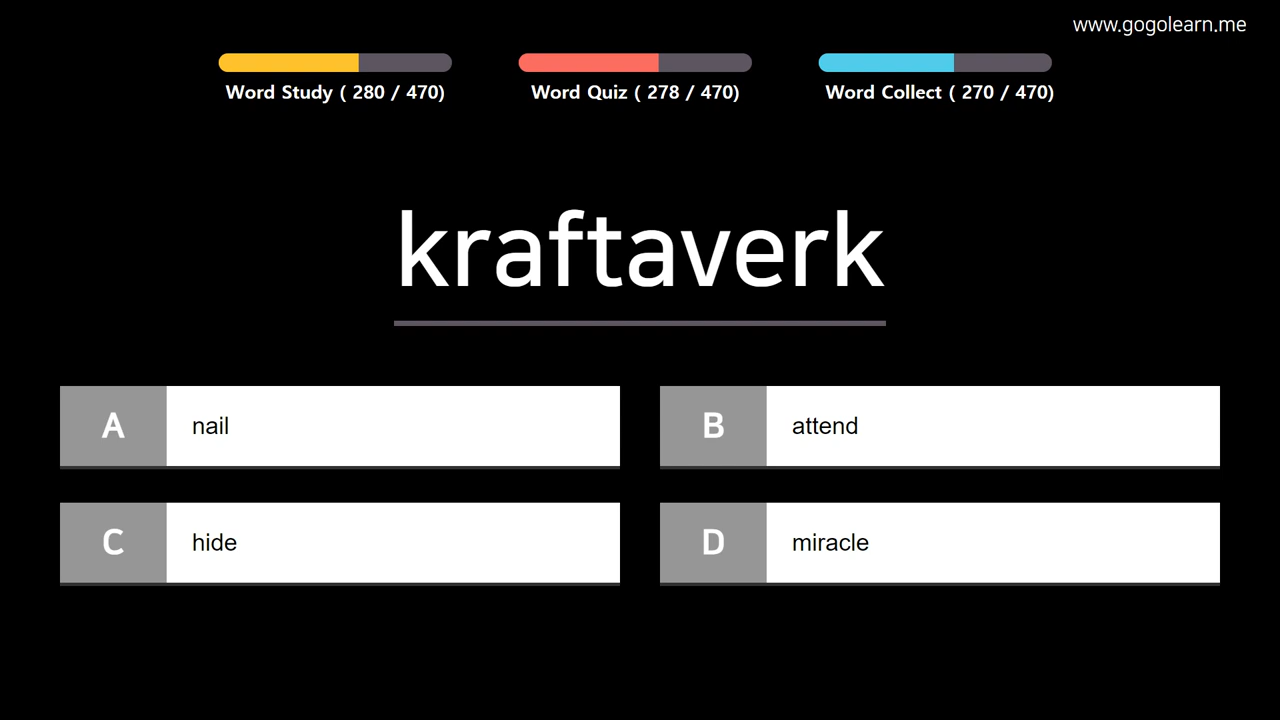 www.gogolearn.me
Word Study ( 280 / 470)
Word Quiz ( 278 / 470)
Word Collect ( 270 / 470)
kraftaverk
A nail
B attend
C hide
D miracle